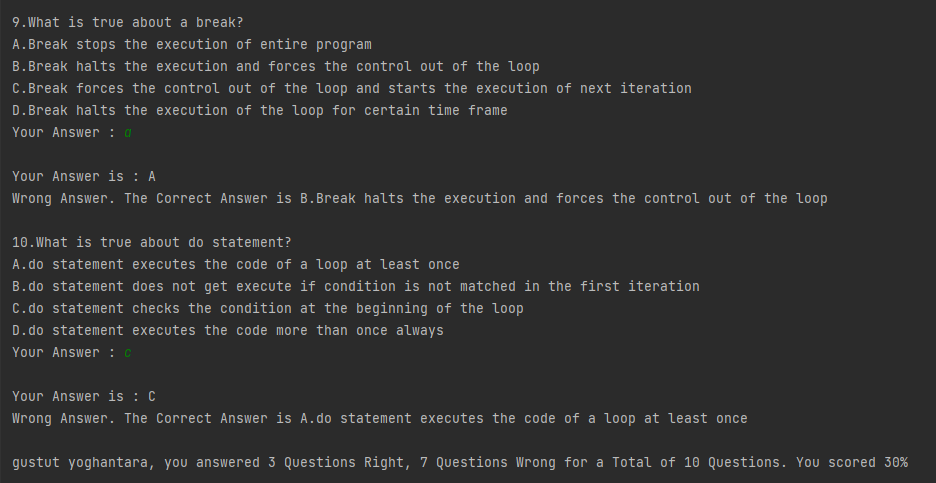 9.What is true about a break?
A.Break stops the execution of entire program
B.Break halts the execution and forces the control out of the loop
C.Break forces the control out of the loop and starts the execution of next iteration
D.Break halts the execution of the loop for certain time frame
Your Answer : a
Your Answer is : A
Wrong Answer. The Correct Answer is B.Break halts the execution and forces the control out of the loop
10.What is true about do statement?
A.do statement executes the code of a loop at least once
B.do statement does not get execute if condition is not matched in the first iteration
C.do statement checks the condition at the beginning of the loop
D.do statement executes the code more than once always
Your Answer : c
Your Answer is : C
Wrong Answer. The Correct Answer is A.do statement executes the code of a loop at least once
gustut yoghantara, you answered 3 Questions Right, 7 Questions Wrong for a Total of 10 Questions. You scored 30%